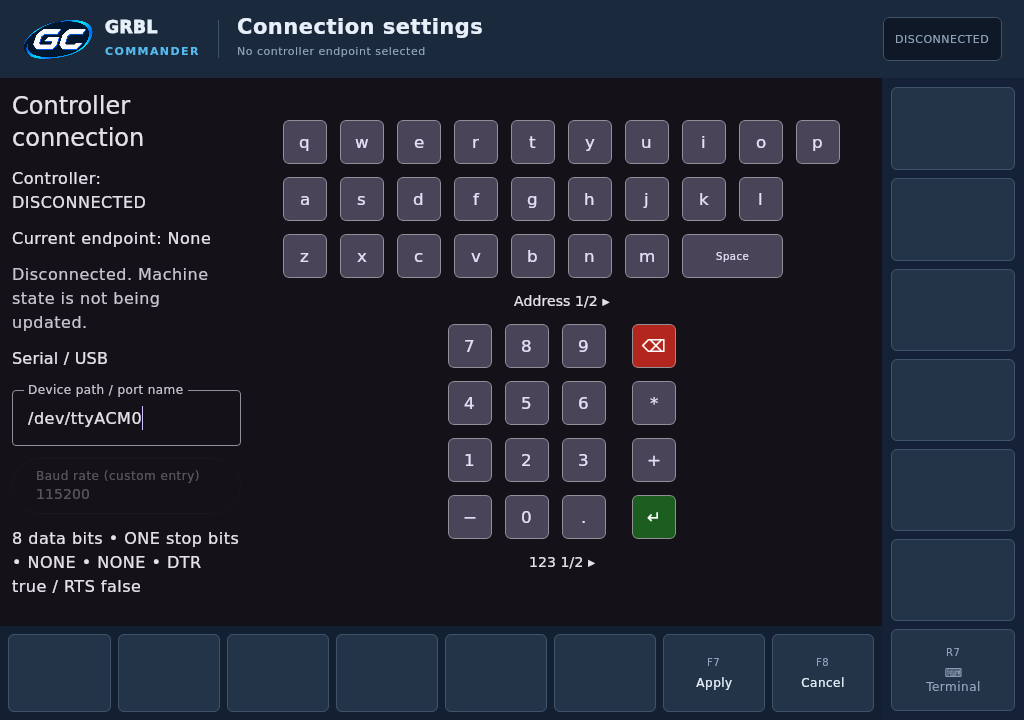 GC
GRBL
COMMANDER
Connection settings
No controller endpoint selected
DISCONNECTED
Controller
connection
Controller:
DISCONNECTED
Current endpoint: None
Disconnected. Machine
state is not being
updated.
Serial / USB
Device path / port name
/dev/ttyACM0
Baud rate (custom entry)
115200
8 data bits • ONE stop bits
• NONE • NONE • DTR
true / RTS false
q w e r t y u i o p
a s d f g h j k l
z x c v b n m Space
Address 1/2 ▸
7 8 9 ⌫
4 5 6 *
1 2 3 +
− 0 . ↵
123 1/2 ▸
F7
Apply
F8
Cancel
R7
⌨
Terminal